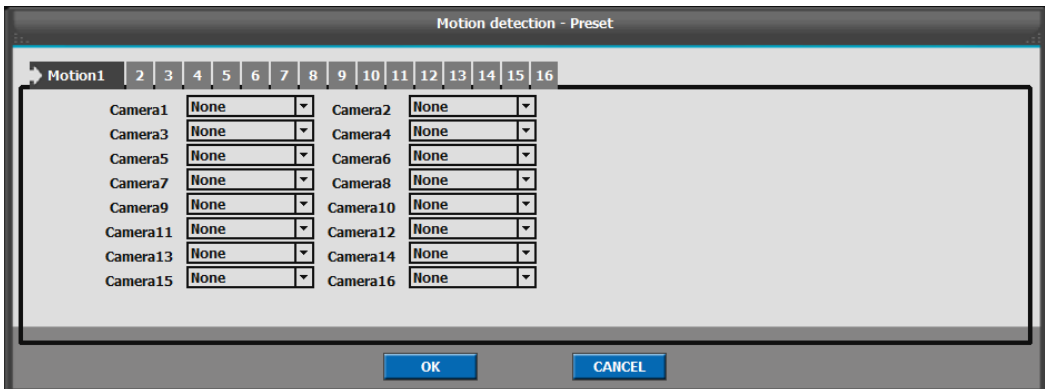 Motion detection - Preset
Motion1 2 3 4 5 6 7 8 9 10 11 12 13 14 15 16
Camera1 None Camera2 None
Camera3 None Camera4 None
Camera5 None Camera6 None
Camera7 None Camera8 None
Camera9 None Camera10 None
Camera11 None Camera12 None
Camera13 None Camera14 None
Camera15 None Camera16 None
OK CANCEL